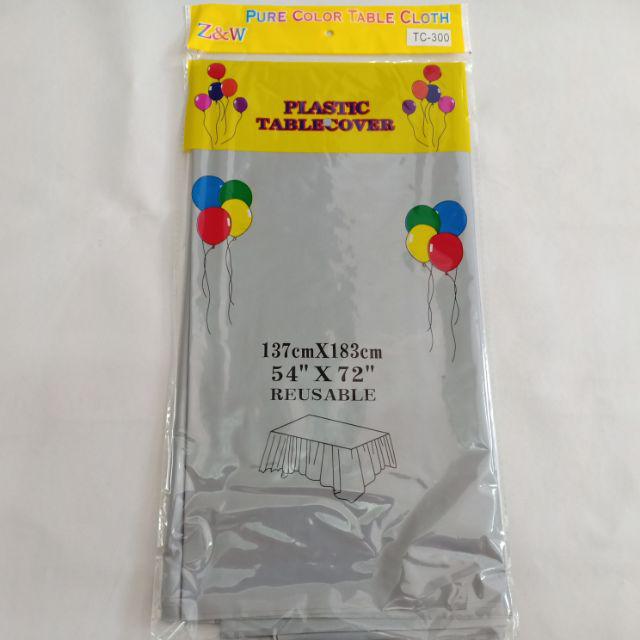 PURE COLOR TABLE CLOTH
Z&W
TC-300
PLASTIC
TABLECOVER
137cmX183cm
54" X 72"
REUSABLE